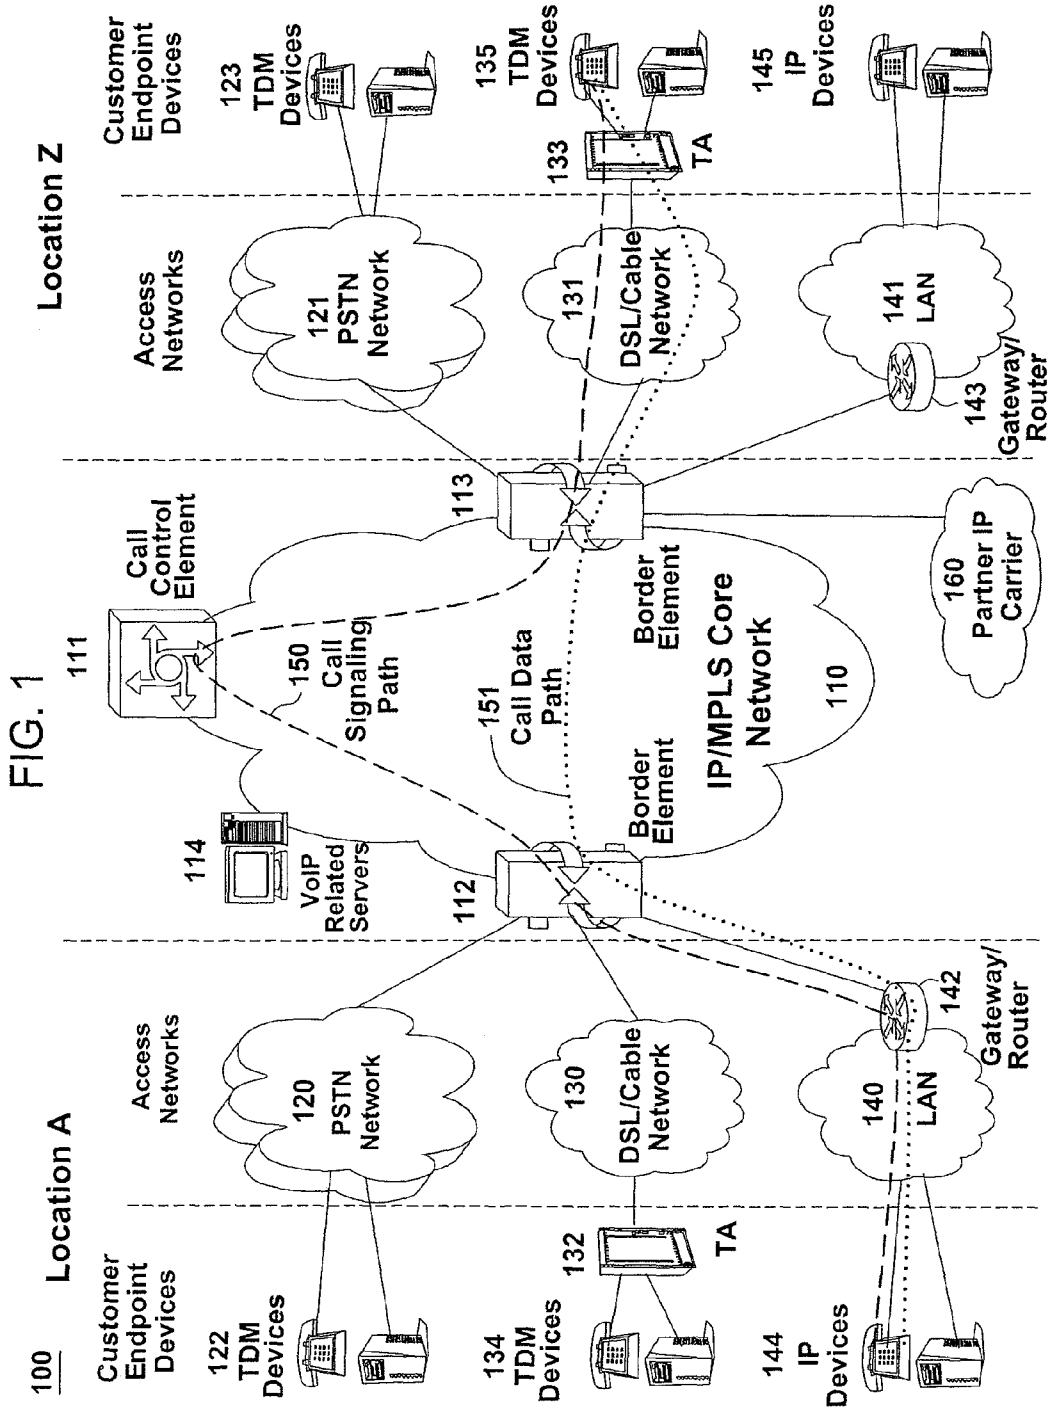 FIG. 1
100
Location A
Location Z
Customer
Endpoint
Devices
Access
Networks
Access
Networks
Customer
Endpoint
Devices
111
Call
Control
Element
114
VoIP
Related
Servers
122
TDM
Devices
120
PSTN
Network
150
Call
Signaling
Path
121
PSTN
Network
123
TDM
Devices
112
113
134
TDM
Devices
132
TA
130
DSL/Cable
Network
Border
Element
151
Call Data
Path
Border
Element
131
DSL/Cable
Network
133
TA
135
TDM
Devices
IP/MPLS Core
Network
110
144
IP
Devices
140
LAN
142
Gateway/
Router
160
Partner IP
Carrier
141
LAN
143
Gateway/
Router
145
IP
Devices